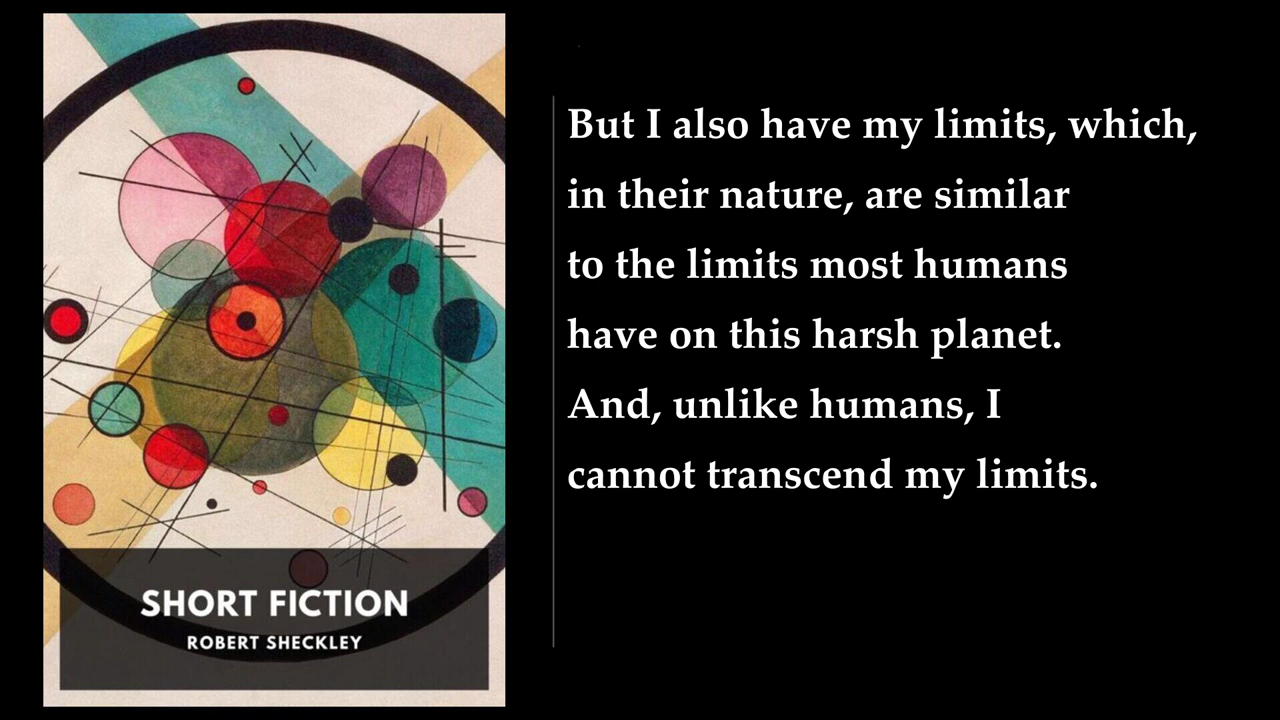 SHORT FICTION
ROBERT SHECKLEY
But I also have my limits, which,
in their nature, are similar
to the limits most humans
have on this harsh planet.
And, unlike humans, I
cannot transcend my limits.